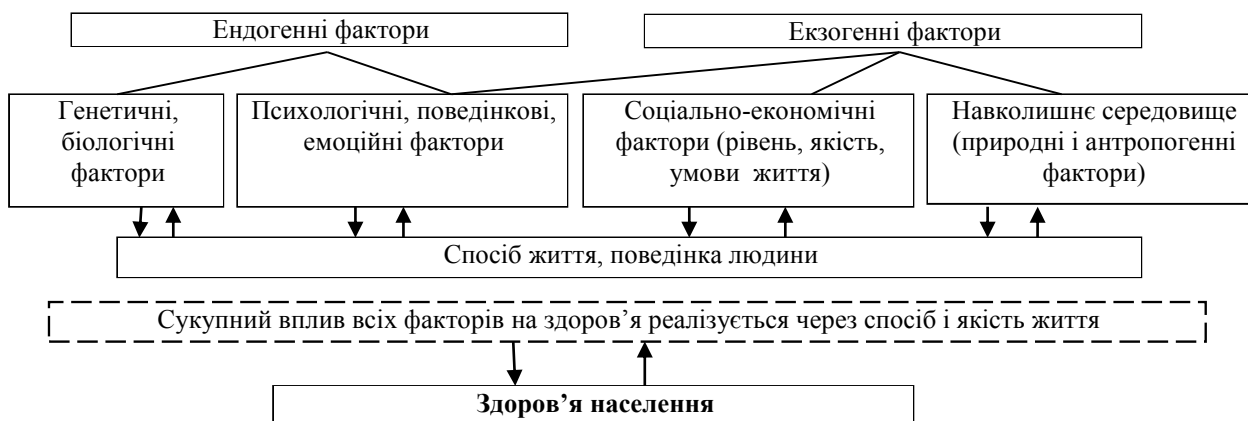 Ендогенні фактори
Екзогенні фактори
Генетичні,
біологічні
фактори
Психологічні, поведінкові,
емоційні фактори
Соціально-економічні
фактори (рівень, якість,
умови життя)
Навколишнє середовище
(природні і антропогенні
фактори)
Спосіб життя, поведінка людини
Сукупний вплив всіх факторів на здоров’я реалізується через спосіб і якість життя
Здоров’я населення